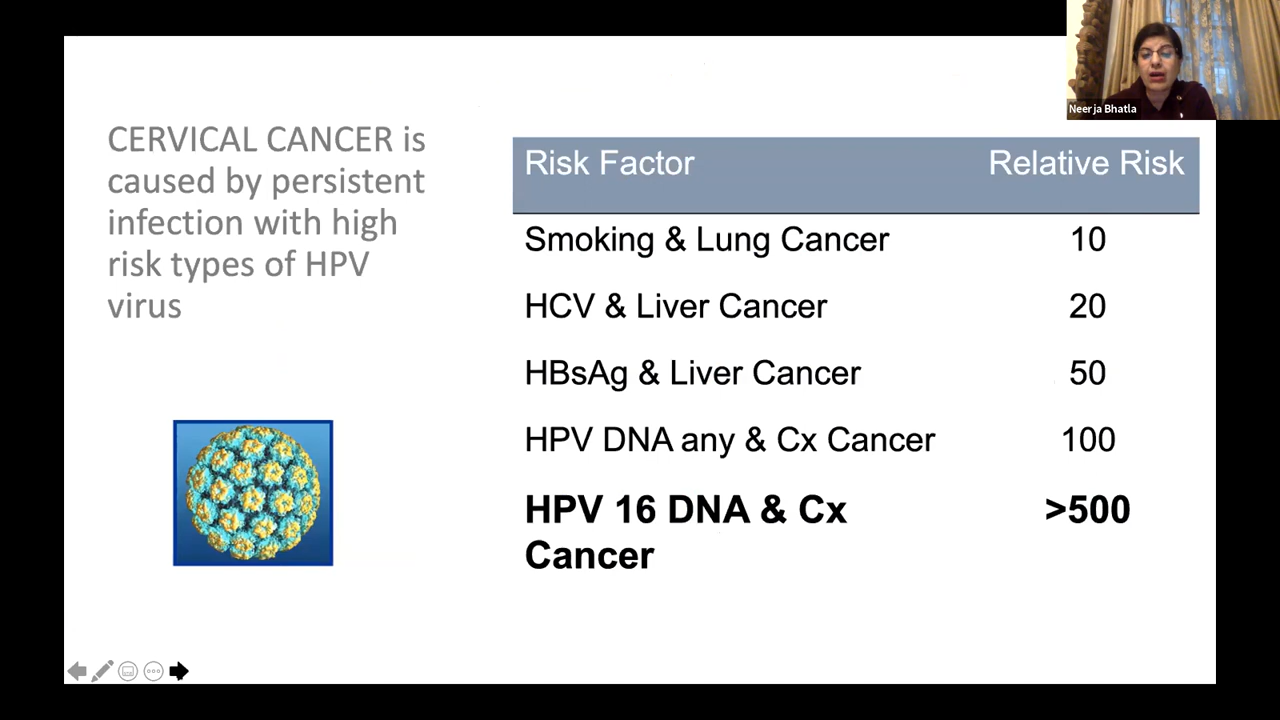 Neerja Bhatla
CERVICAL CANCER is
caused by persistent
infection with high
risk types of HPV
virus
Risk Factor Relative Risk
Smoking & Lung Cancer 10
HCV & Liver Cancer 20
HBsAg & Liver Cancer 50
HPV DNA any & Cx Cancer 100
HPV 16 DNA & Cx >500
Cancer